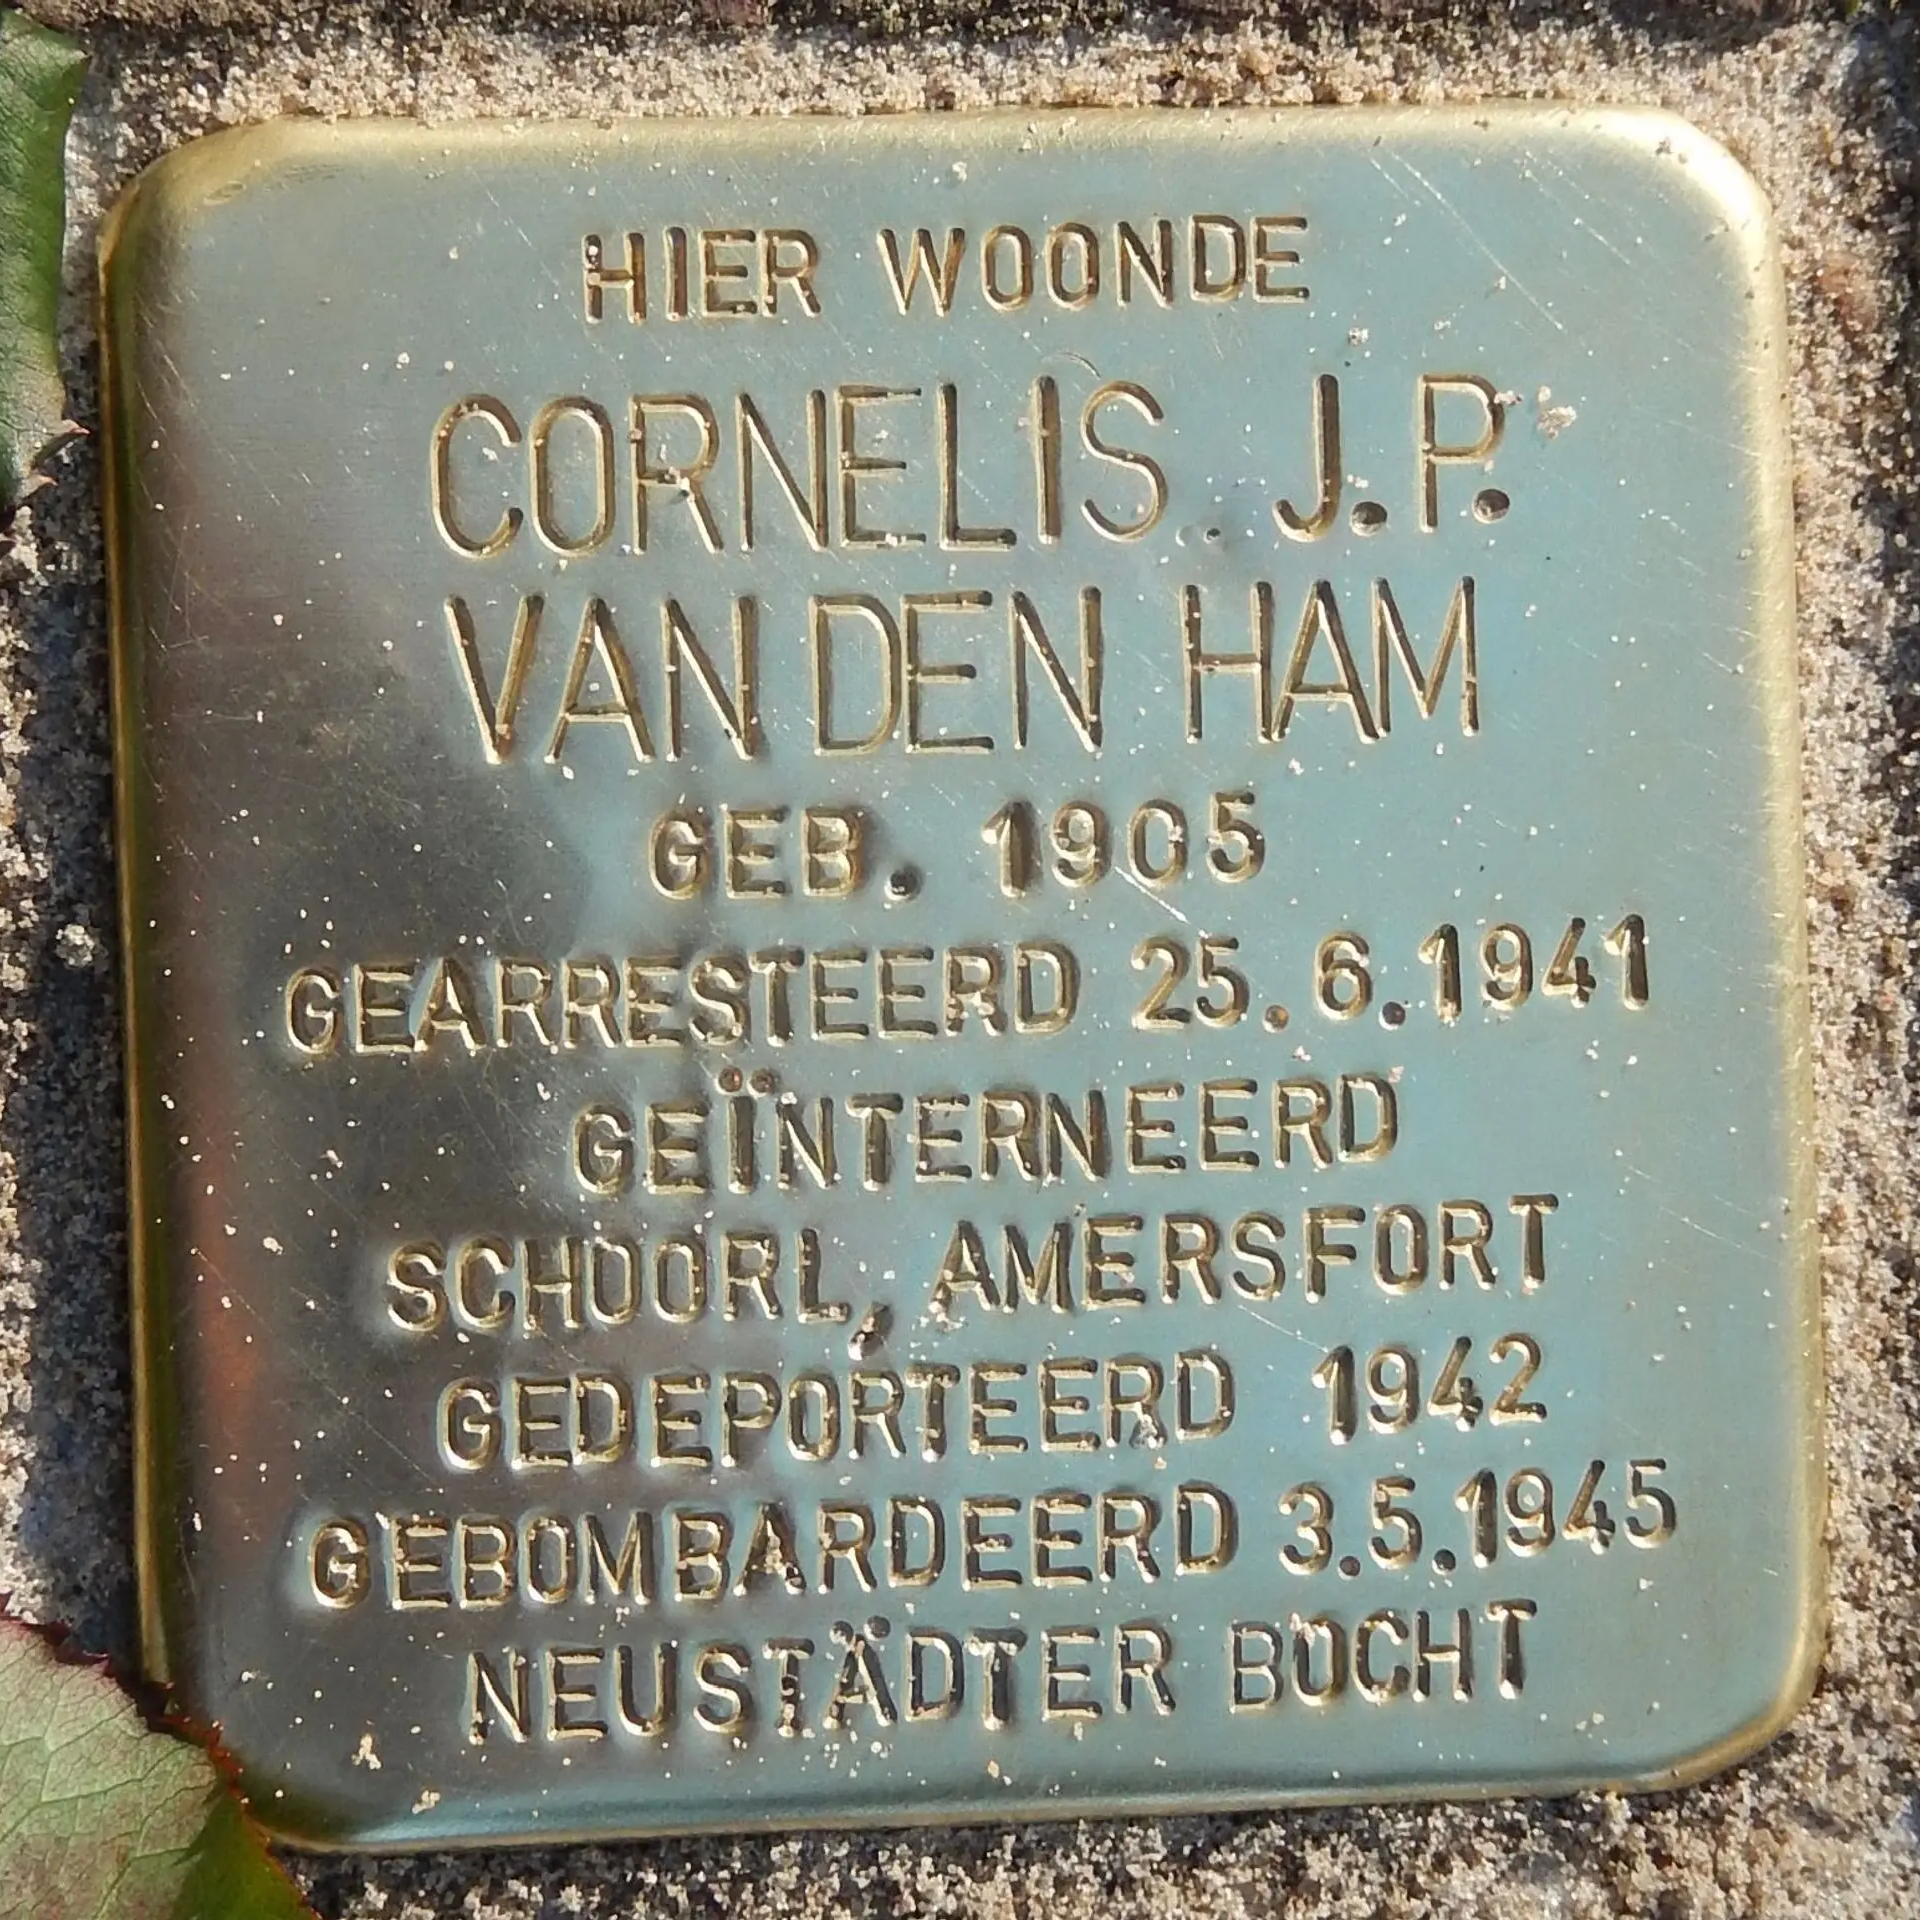 HIER WOONDE
CORNELIS J.P.
VAN DEN HAM
GEB. 1905
GEARRESTEERD 25.6.1941
GEÏNTERNEERD
SCHOORL, AMERSFORT
GEDEPORTEERD 1942
GEBOMBARDEERD 3.5.1945
NEUSTÄDTER BOCHT